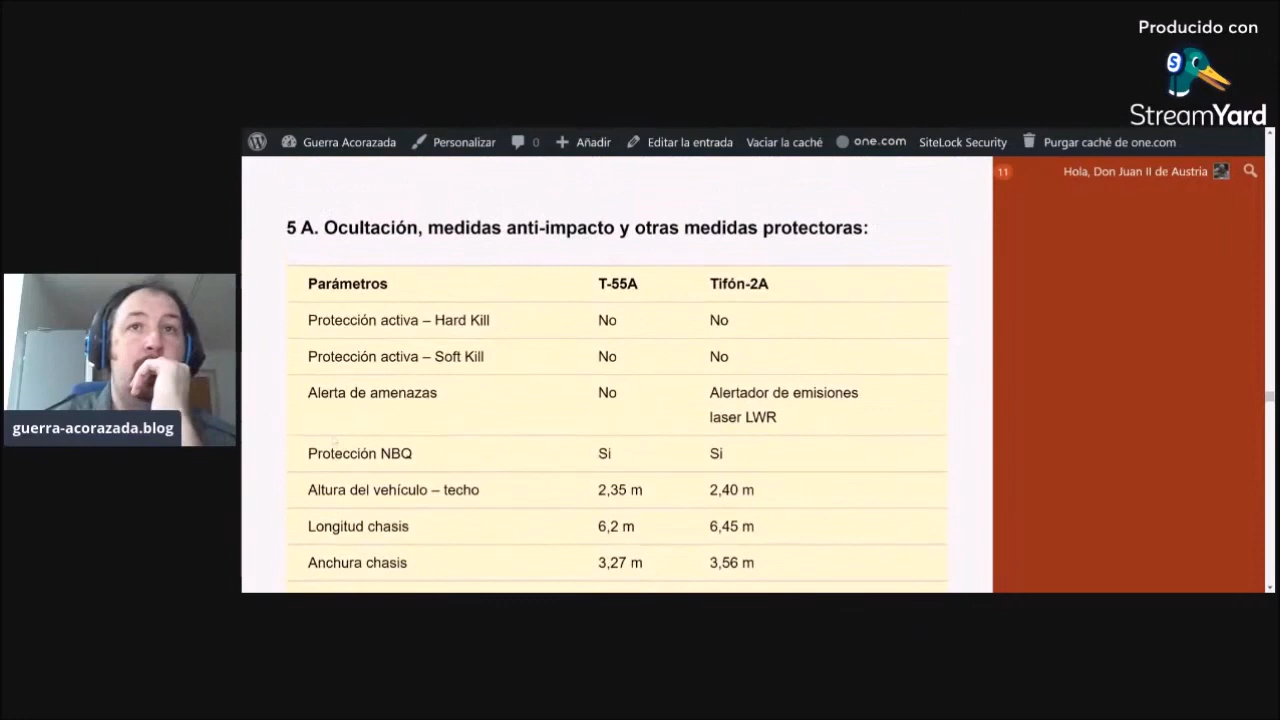 Producido con
StreamYard
Guerra Acorazada Personalizar 0 Añadir Editar la entrada Vaciar la caché one.com SiteLock Security Purgar caché de one.com
11 Hola, Don Juan II de Austria
5 A. Ocultación, medidas anti-impacto y otras medidas protectoras:
Parámetros T-55A Tifón-2A
Protección activa – Hard Kill No No
Protección activa – Soft Kill No No
Alerta de amenazas No Alertador de emisiones
laser LWR
guerra-acorazada.blog
Protección NBQ Si Si
Altura del vehículo – techo 2,35 m 2,40 m
Longitud chasis 6,2 m 6,45 m
Anchura chasis 3,27 m 3,56 m